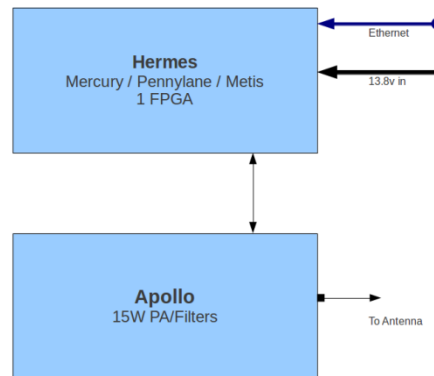 Hermes
Mercury / Pennylane / Metis
1 FPGA
Ethernet
13.8v in
Apollo
15W PA/Filters
To Antenna